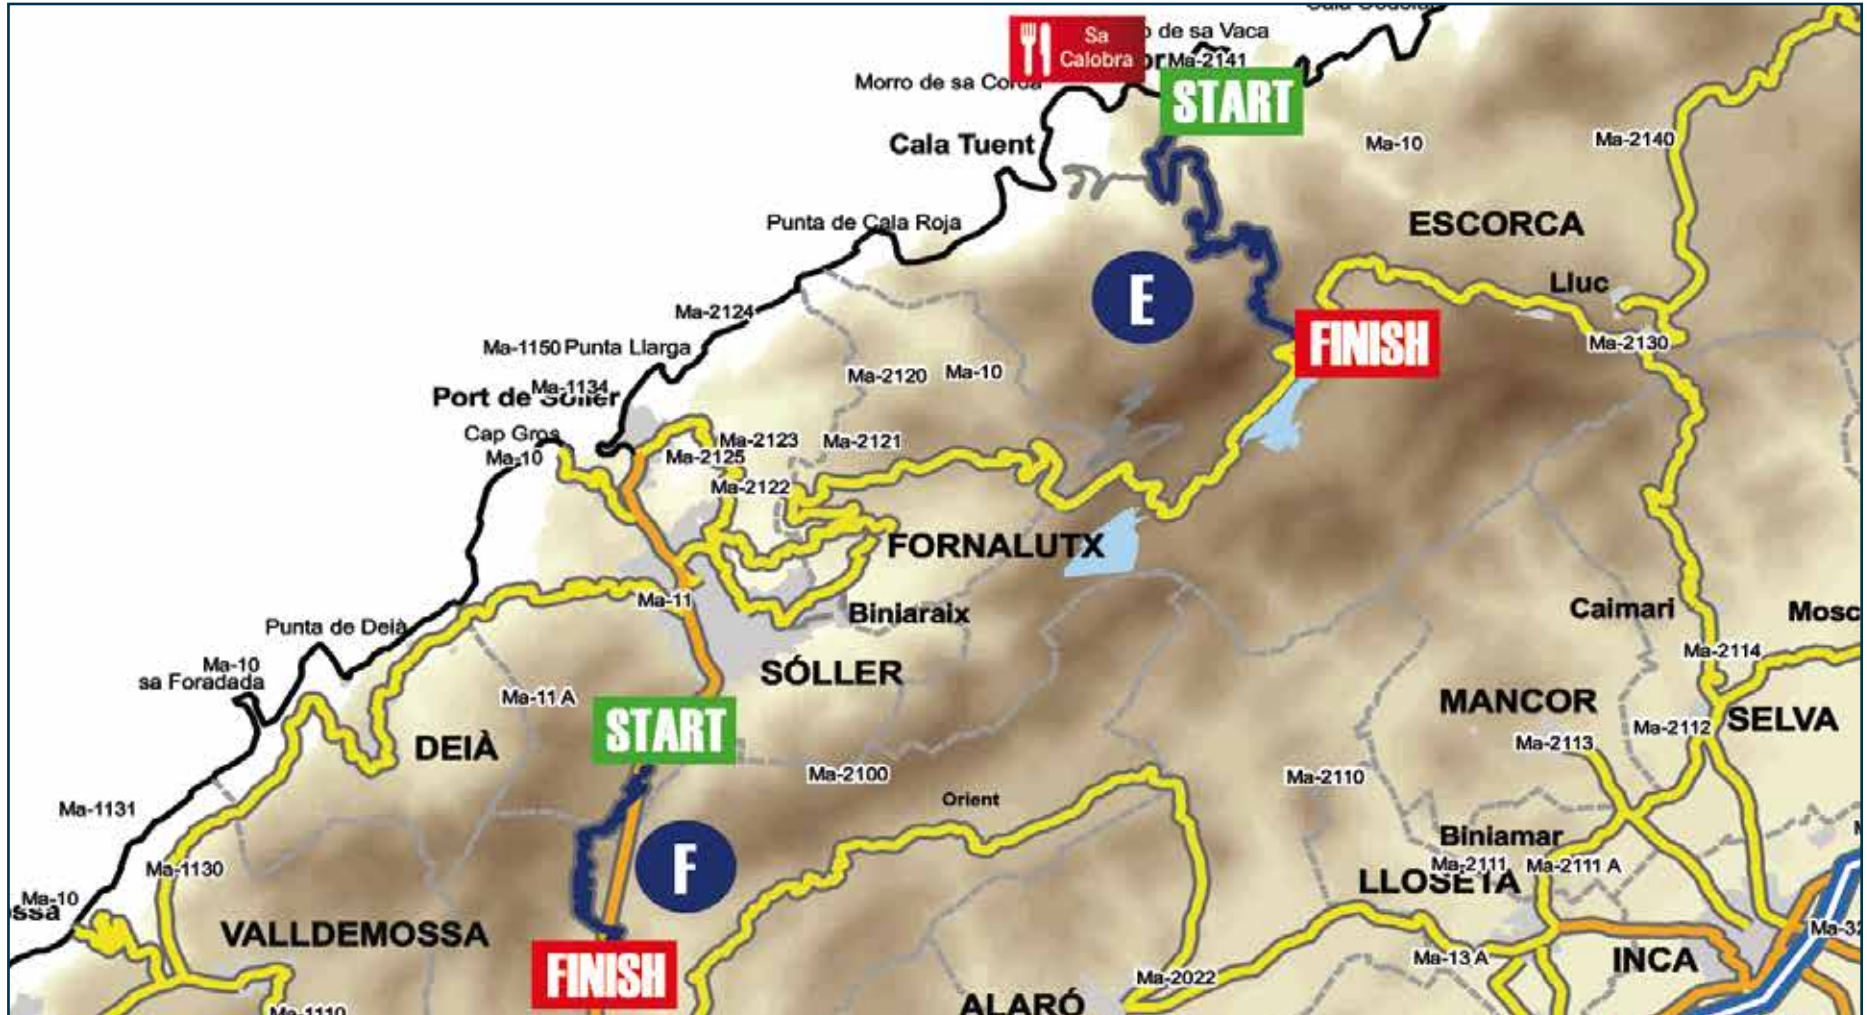 Sa
Calobra
o de sa Vaca
Ma-2141
Morro de sa Corda
START
Cala Tuent
Ma-10
Ma-2140
Punta de Cala Roja
ESCORCA
E
Lluc
Ma-2124
Ma-1150 Punta Llarga
FINISH
Ma-2130
Ma-1134
Port de Sóller
Ma-2120
Ma-10
Cap Gros
Ma-10
Ma-2123
Ma-2125
Ma-2121
Ma-2122
FORNALUTX
Ma-11
Biniaraix
Caimari
Mosc
Punta de Deià
Ma-10
sa Foradada
Ma-2114
SÓLLER
Ma-11 A
MANCOR
START
Ma-2112
SELVA
DEIÀ
Ma-2113
Ma-2100
Ma-2110
Orient
Ma-1131
Biniamar
F
Ma-1130
Ma-2111
Ma-2111 A
LLOSETA
Ma-10
ossa
VALLDEMOSSA
Ma-32
Ma-13 A
INCA
FINISH
Ma-2022
ALARÓ
Ma-1110